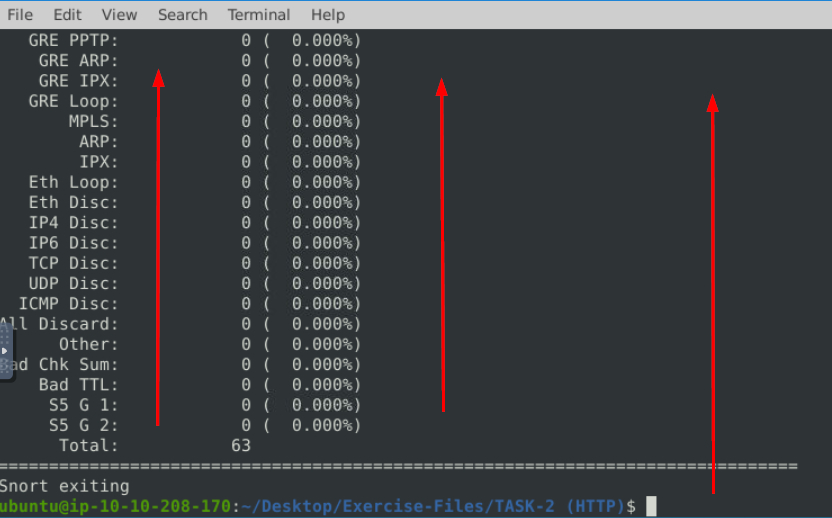 File Edit View Search Terminal Help
GRE PPTP: 0 ( 0.000%)
GRE ARP: 0 ( 0.000%)
GRE IPX: 0 ( 0.000%)
GRE Loop: 0 ( 0.000%)
MPLS: 0 ( 0.000%)
ARP: 0 ( 0.000%)
IPX: 0 ( 0.000%)
Eth Loop: 0 ( 0.000%)
Eth Disc: 0 ( 0.000%)
IP4 Disc: 0 ( 0.000%)
IP6 Disc: 0 ( 0.000%)
TCP Disc: 0 ( 0.000%)
UDP Disc: 0 ( 0.000%)
ICMP Disc: 0 ( 0.000%)
All Discard: 0 ( 0.000%)
Other: 0 ( 0.000%)
Bad Chk Sum: 0 ( 0.000%)
Bad TTL: 0 ( 0.000%)
S5 G 1: 0 ( 0.000%)
S5 G 2: 0 ( 0.000%)
Total: 63
===============================================================================
Snort exiting
ubuntu@ip-10-10-208-170:~/Desktop/Exercise-Files/TASK-2 (HTTP)$